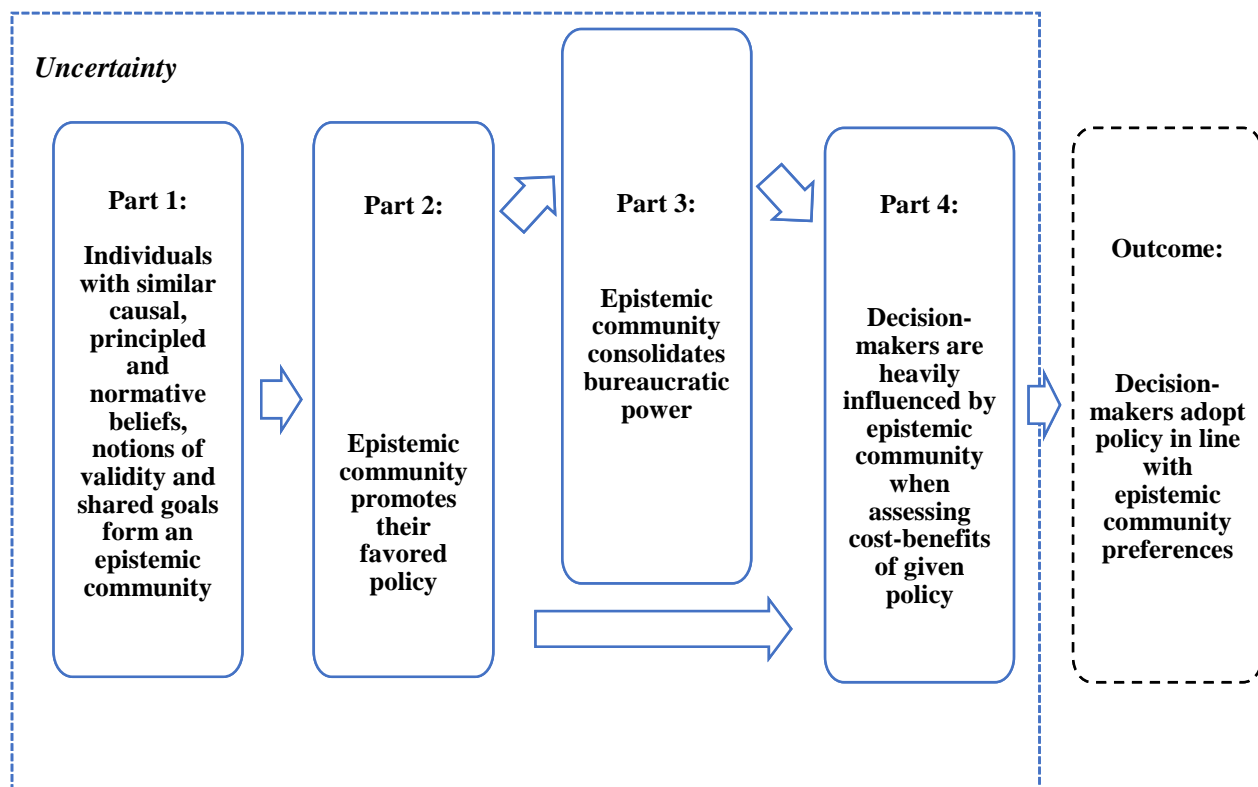 Uncertainty
Part 1:
Individuals
with similar
causal,
principled
and
normative
beliefs,
notions of
validity and
shared goals
form an
epistemic
community
Part 2:
Epistemic
community
promotes
their
favored
policy
Part 3:
Epistemic
community
consolidates
bureaucratic
power
Part 4:
Decision-
makers are
heavily
influenced by
epistemic
community
when
assessing
cost-benefits
of given
policy
Outcome:
Decision-
makers adopt
policy in line
with
epistemic
community
preferences